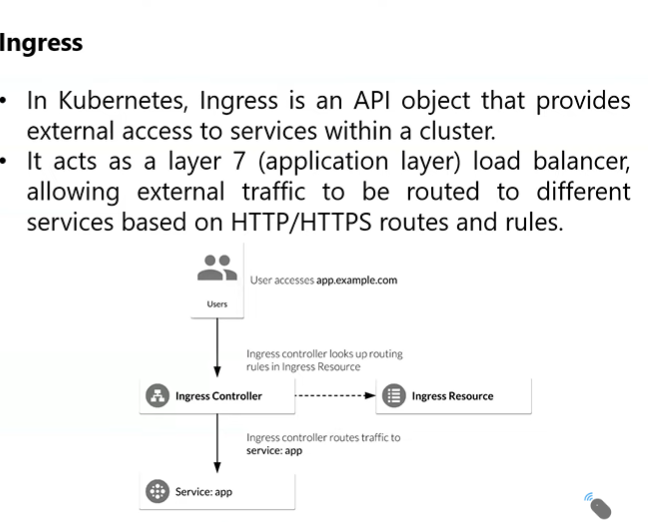 Ingress
• In Kubernetes, Ingress is an API object that provides
external access to services within a cluster.
• It acts as a layer 7 (application layer) load balancer,
allowing external traffic to be routed to different
services based on HTTP/HTTPS routes and rules.
User accesses app.example.com
Users
Ingress controller looks up routing
rules in Ingress Resource
Ingress Controller
Ingress Resource
Ingress controller routes traffic to
service: app
Service: app